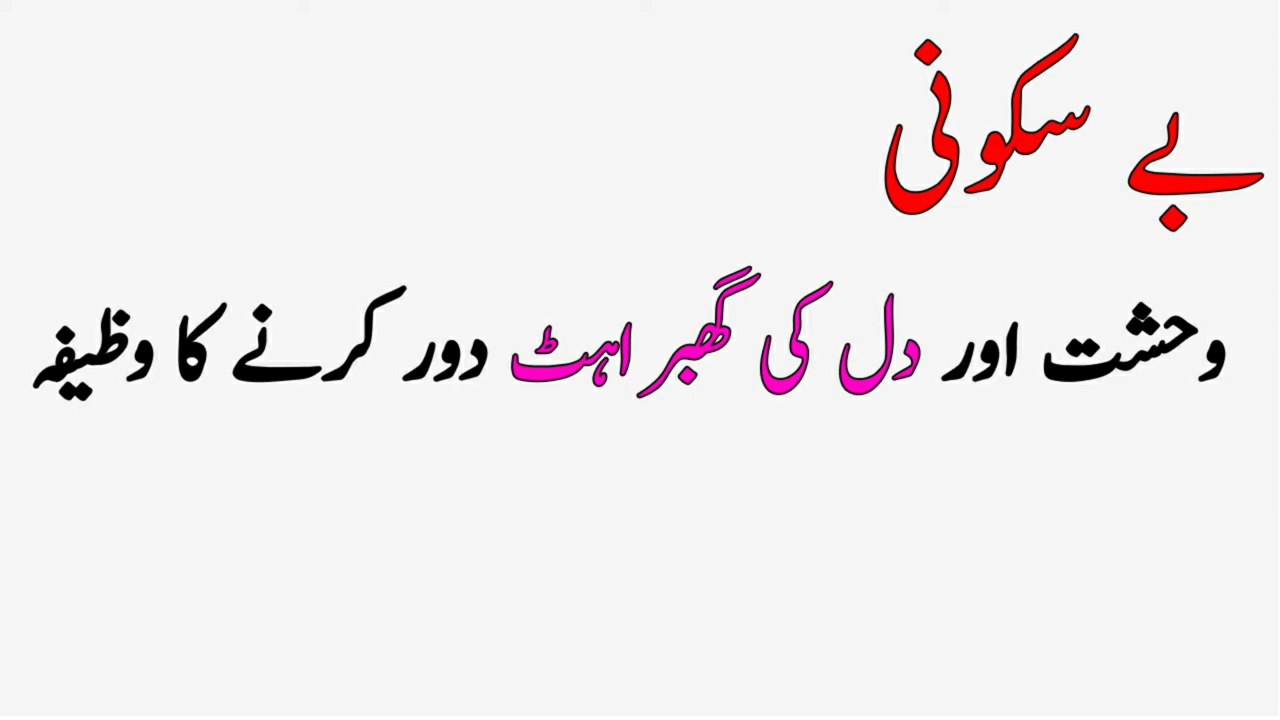 بے سکونی
وحشت اور دل کی گھبراہٹ دور کرنے کا وظیفہ